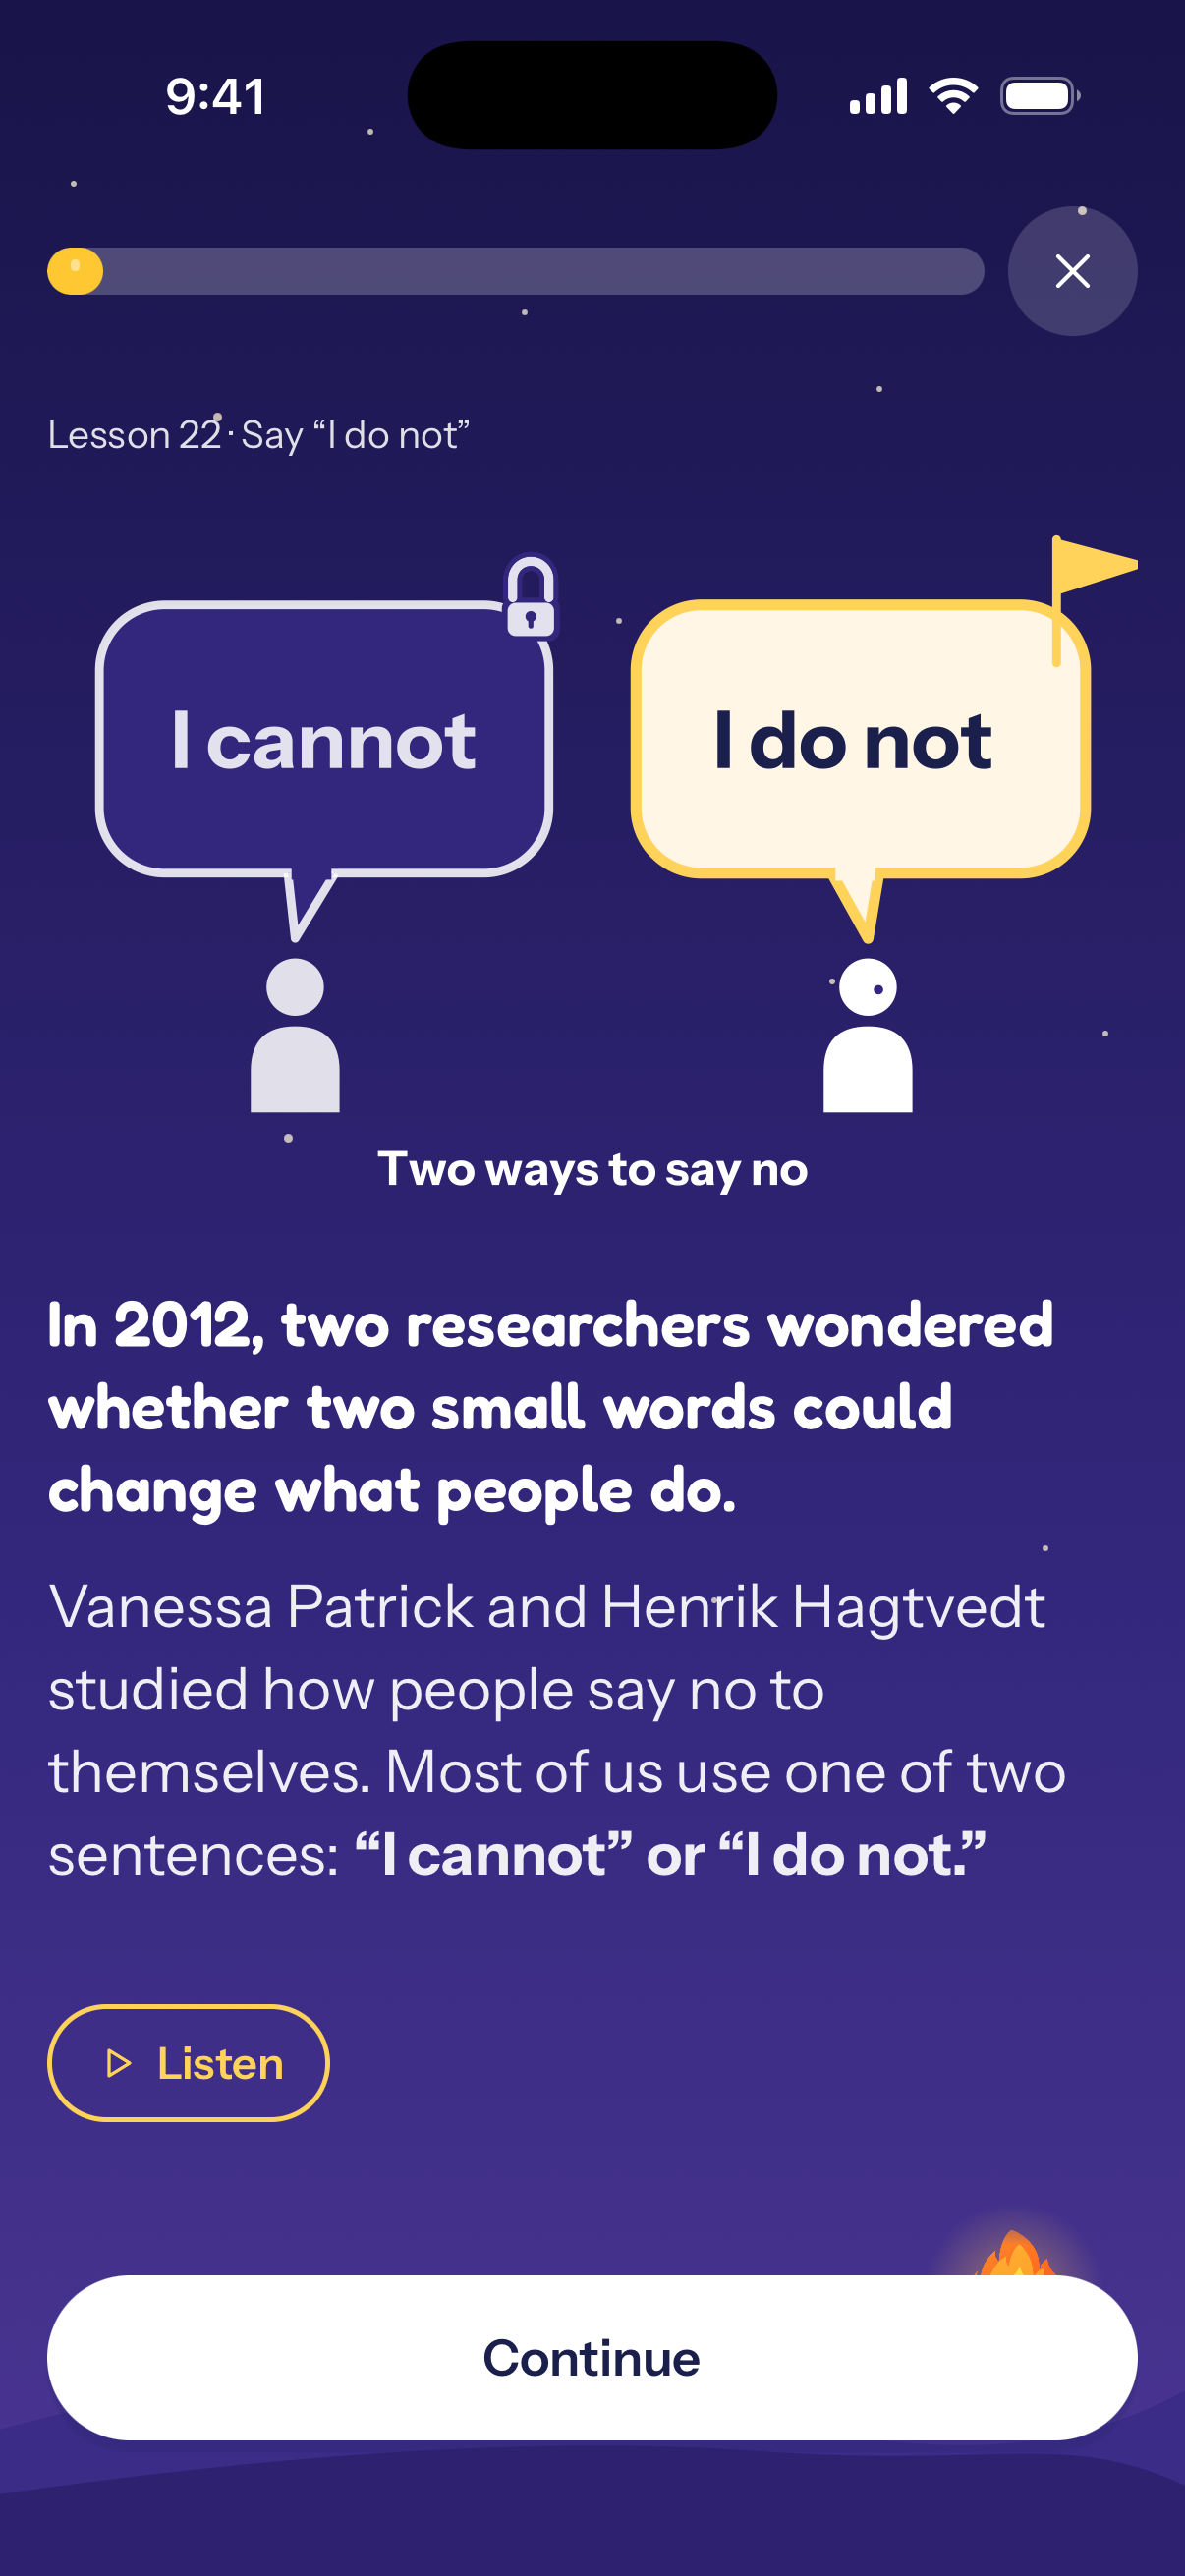 9:41
Lesson 22 · Say “I do not”
I cannot
I do not
Two ways to say no
In 2012, two researchers wondered
whether two small words could
change what people do.
Vanessa Patrick and Henrik Hagtvedt
studied how people say no to
themselves. Most of us use one of two
sentences: “I cannot” or “I do not.”
Listen
Continue